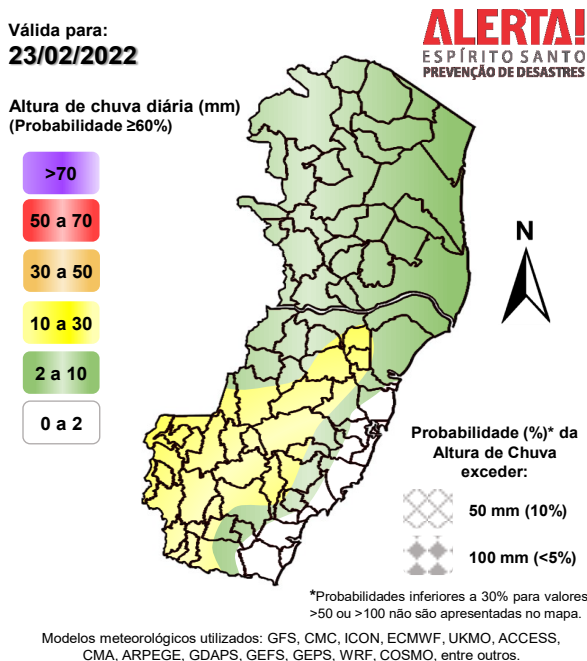 Válida para:
23/02/2022
ALERTA!
ESPÍRITO SANTO
PREVENÇÃO DE DESASTRES
Altura de chuva diária (mm)
(Probabilidade ≥60%)
>70
50 a 70
30 a 50
10 a 30
2 a 10
0 a 2
N
Probabilidade (%)* da
Altura de Chuva
exceder:
50 mm (10%)
100 mm (<5%)
*Probabilidades inferiores a 30% para valores
>50 ou >100 não são apresentadas no mapa.
Modelos meteorológicos utilizados: GFS, CMC, ICON, ECMWF, UKMO, ACCESS,
CMA, ARPEGE, GDAPS, GEFS, GEPS, WRF, COSMO, entre outros.